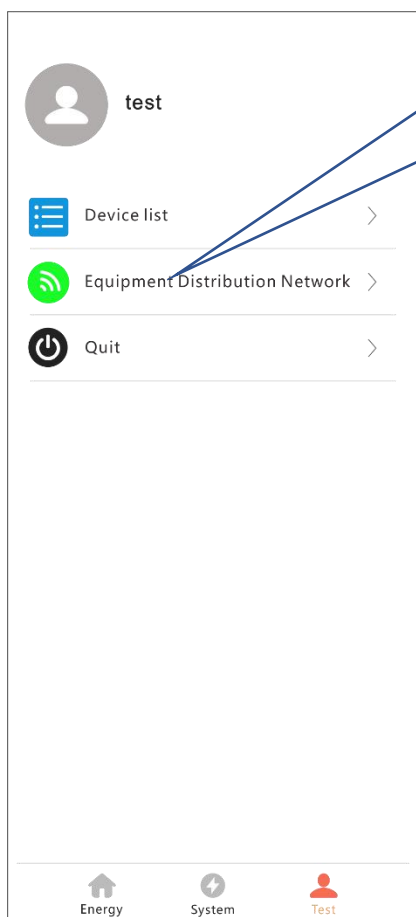 test
Device list
Equipment Distribution Network
Quit
Energy System Test